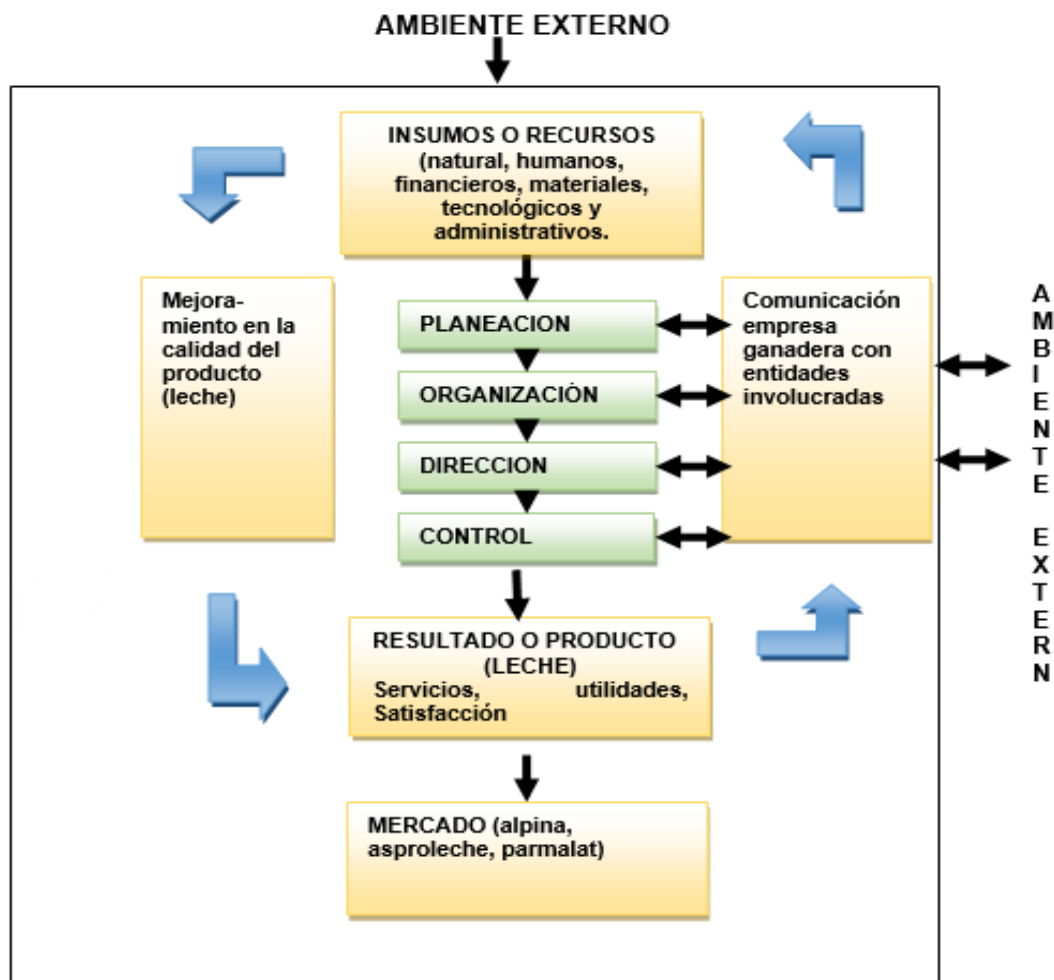 AMBIENTE EXTERNO
INSUMOS O RECURSOS
(natural, humanos,
financieros, materiales,
tecnológicos y
administrativos.
Mejora-
miento en la
calidad del
producto
(leche)
PLANEACION
ORGANIZACIÓN
DIRECCION
CONTROL
Comunicación
empresa
ganadera con
entidades
involucradas
A
M
B
I
E
N
T
E
E
X
T
E
R
N
RESULTADO O PRODUCTO
(LECHE)
Servicios, utilidades,
Satisfacción
MERCADO (alpina,
asproleche, parmalat)